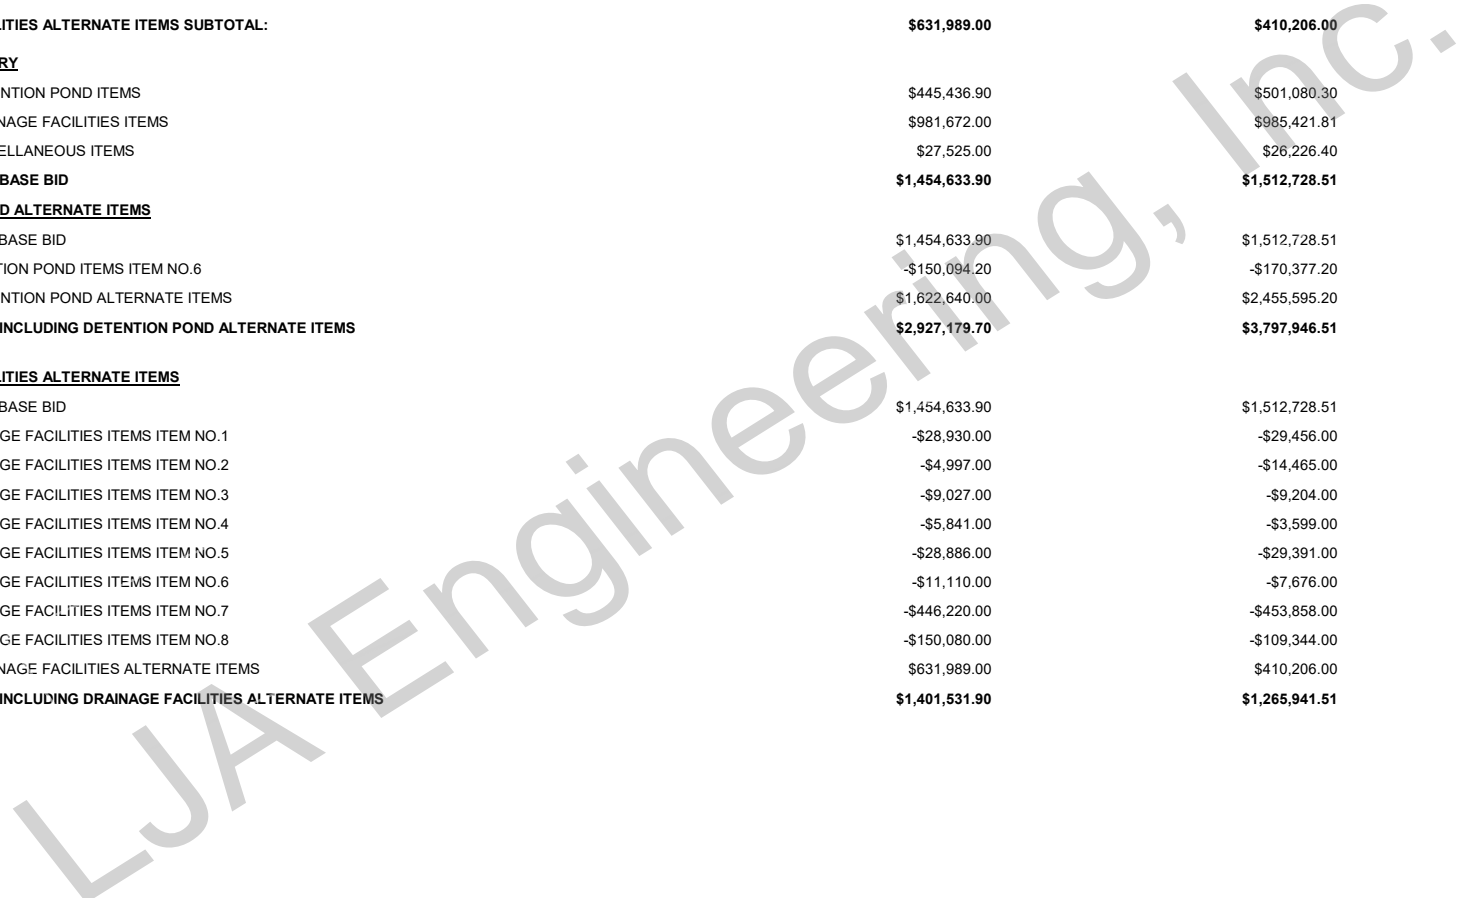 LITIES ALTERNATE ITEMS SUBTOTAL: $631,989.00 $410,206.00
RY
NTION POND ITEMS $445,436.90 $501,080.30
NAGE FACILITIES ITEMS $981,672.00 $985,421.81
ELLANEOUS ITEMS $27,525.00 $26,226.40
BASE BID $1,454,633.90 $1,512,728.51
D ALTERNATE ITEMS
BASE BID $1,454,633.90 $1,512,728.51
TION POND ITEMS ITEM NO.6 -$150,094.20 -$170,377.20
NTION POND ALTERNATE ITEMS $1,622,640.00 $2,455,595.20
INCLUDING DETENTION POND ALTERNATE ITEMS $2,927,179.70 $3,797,946.51
LITIES ALTERNATE ITEMS
BASE BID $1,454,633.90 $1,512,728.51
GE FACILITIES ITEMS ITEM NO.1 -$28,930.00 -$29,456.00
GE FACILITIES ITEMS ITEM NO.2 -$4,997.00 -$14,465.00
GE FACILITIES ITEMS ITEM NO.3 -$9,027.00 -$9,204.00
GE FACILITIES ITEMS ITEM NO.4 -$5,841.00 -$3,599.00
GE FACILITIES ITEMS ITEM NO.5 -$28,886.00 -$29,391.00
GE FACILITIES ITEMS ITEM NO.6 -$11,110.00 -$7,676.00
GE FACILITIES ITEMS ITEM NO.7 -$446,220.00 -$453,858.00
GE FACILITIES ITEMS ITEM NO.8 -$150,080.00 -$109,344.00
NAGE FACILITIES ALTERNATE ITEMS $631,989.00 $410,206.00
INCLUDING DRAINAGE FACILITIES ALTERNATE ITEMS $1,401,531.90 $1,265,941.51
LJA Engineering, Inc.